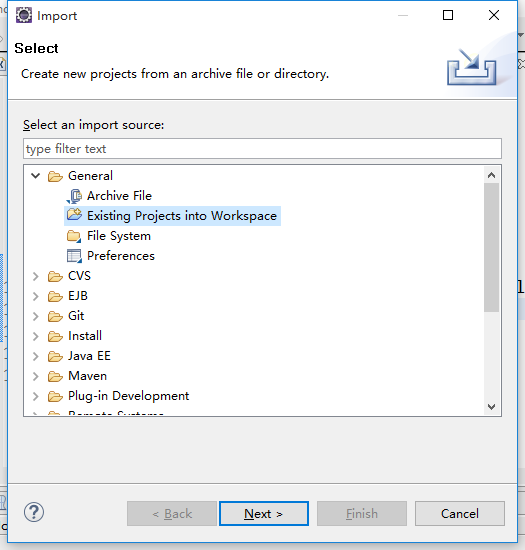 Import
Select
Create new projects from an archive file or directory.
Select an import source:
type filter text
General
Archive File
Existing Projects into Workspace
File System
Preferences
CVS
EJB
Git
Install
Java EE
Maven
Plug-in Development
Remote Systems
?
< Back
Next >
Finish
Cancel